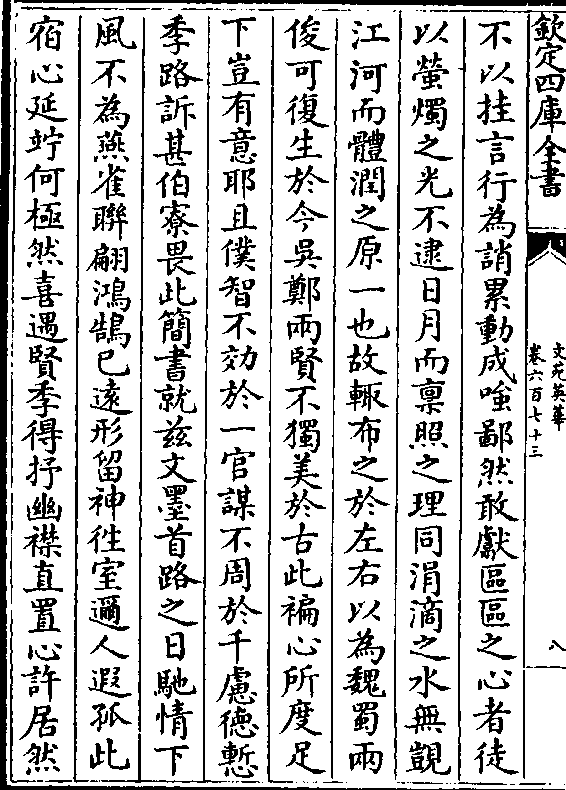 欽定四庫全書
文苑英華
卷六百七十三
八
不以挂言行為誚累動成嗤鄙然敢獻區區之心者徒
以螢燭之光不逮日月而稟照之理同涓滴之水無覬
江河而體潤之原一也故輙布之於左右以為魏蜀兩
俊可復生於今吳鄭兩賢不獨美於古此褊心所度足
下豈有意耶且僕智不効於一官謀不周於千慮徳慙
季路訴甚伯寮畏此簡書就兹文墨首路之日馳情下
風不為燕雀聯翩鴻鵠已遠形留神徃室邇人遐孤此
宿心延竚何極然喜遇賢季得抒幽襟直置心許居然